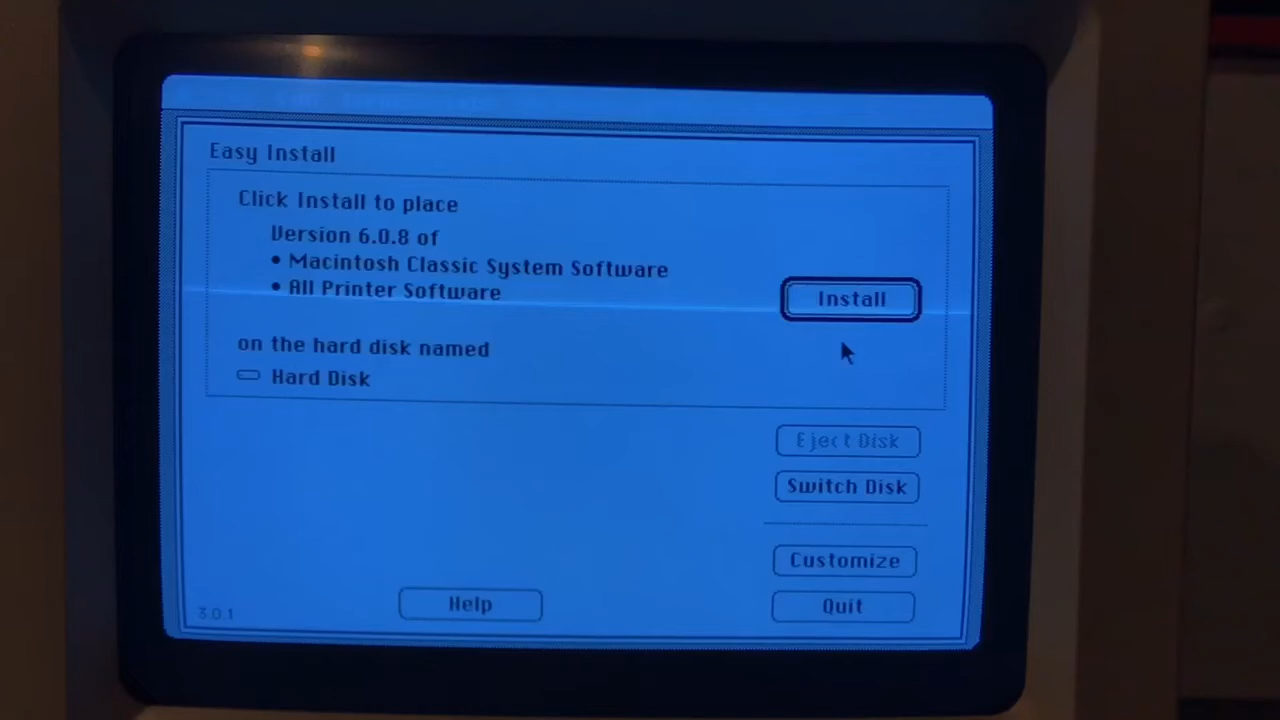 Easy Install
Click Install to place
Version 6.0.8 of
• Macintosh Classic System Software
• All Printer Software
Install
on the hard disk named
Hard Disk
Eject Disk
Switch Disk
Customize
Help
Quit
3.0.1